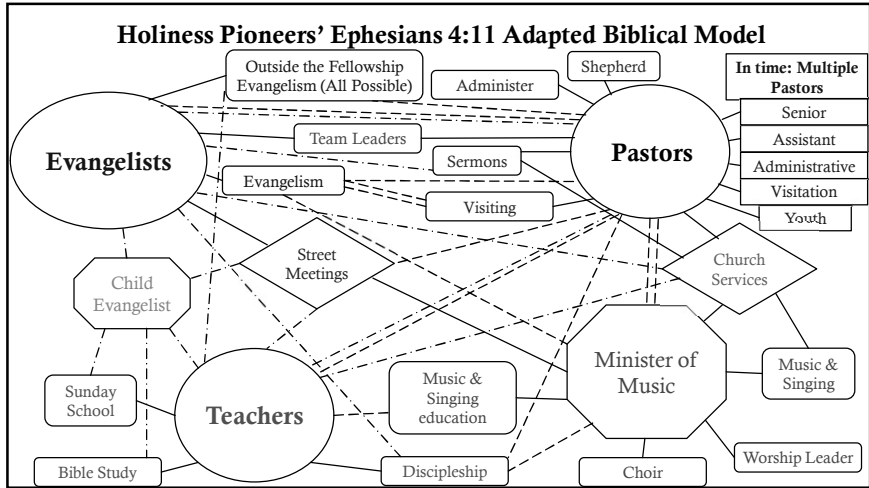 Holiness Pioneers’ Ephesians 4:11 Adapted Biblical Model
Outside the Fellowship
Evangelism (All Possible)
Administer
Shepherd
In time: Multiple
Pastors
Senior
Assistant
Administrative
Visitation
Youth
Evangelists
Team Leaders
Sermons
Pastors
Evangelism
Visiting
Street
Meetings
Church
Services
Child
Evangelist
Minister of
Music
Music &
Singing
Sunday
School
Teachers
Music &
Singing
education
Bible Study
Discipleship
Choir
Worship Leader